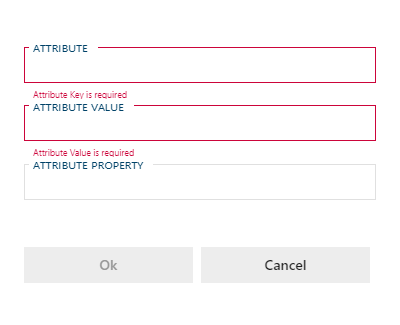 ATTRIBUTE
Attribute Key is required
ATTRIBUTE VALUE
Attribute Value is required
ATTRIBUTE PROPERTY
Ok
Cancel